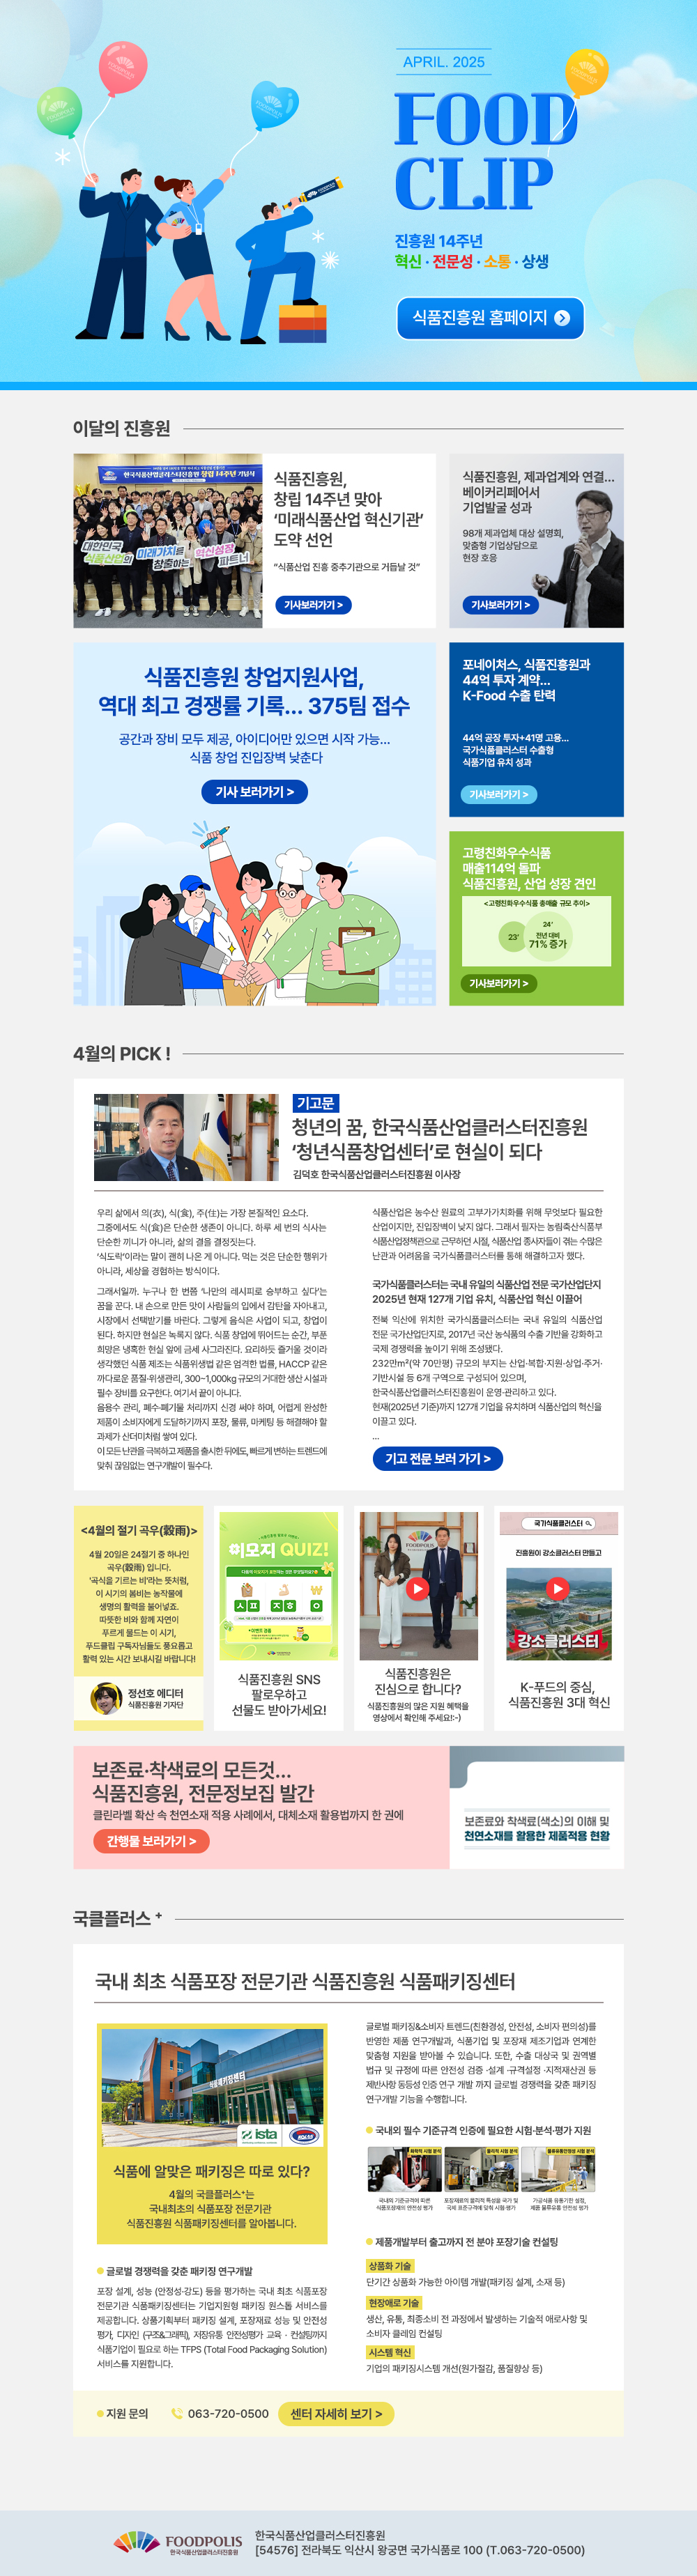 APRIL. 2025
FOOD
CLIP
진흥원 14주년
혁신 · 전문성 · 소통 · 상생
식품진흥원 홈페이지
이달의 진흥원
한국식품산업클러스터진흥원 창립 14주년 기념식
대한민국 식품산업의 미래가치를 창출하는 혁신성장 파트너
식품진흥원,
창립 14주년 맞아
'미래식품산업 혁신기관'
도약 선언
"식품산업 진흥 중추기관으로 거듭날 것"
기사보러가기 >
식품진흥원, 제과업계와 연결...
베이커리페어서
기업발굴 성과
98개 제과업체 대상 설명회,
맞춤형 기업상담으로
현장 호응
기사보러가기 >
식품진흥원 창업지원사업,
역대 최고 경쟁률 기록... 375팀 접수
공간과 장비 모두 제공, 아이디어만 있으면 시작 가능...
식품 창업 진입장벽 낮춘다
기사 보러가기 >
포네이처스, 식품진흥원과
44억 투자 계약...
K-Food 수출 탄력
44억 공장 투자+41명 고용...
국가식품클러스터 수출형
식품기업 유치 성과
기사보러가기 >
고령친화우수식품
매출114억 돌파
식품진흥원, 산업 성장 견인
<고령친화우수식품 총매출 규모 추이>
23'
24'
전년 대비
71% 증가
기사보러가기 >
4월의 PICK !
기고문
청년의 꿈, 한국식품산업클러스터진흥원
'청년식품창업센터'로 현실이 되다
김덕호 한국식품산업클러스터진흥원 이사장
우리 삶에서 의(衣), 식(食), 주(住)는 가장 본질적인 요소다.
그중에서도 식(食)은 단순한 생존이 아니다. 하루 세 번의 식사는
단순한 끼니가 아니라, 삶의 결을 결정짓는다.
'식도락'이라는 말이 괜히 나온 게 아니다. 먹는 것은 단순한 행위가
아니라, 세상을 경험하는 방식이다.
그래서일까. 누구나 한 번쯤 '나만의 레시피로 승부하고 싶다'는
꿈을 꾼다. 내 손으로 만든 맛이 사람들의 입에서 감탄을 자아내고,
시장에서 선택받기를 바란다. 그렇게 음식은 사업이 되고, 창업이
된다. 하지만 현실은 녹록지 않다. 식품 창업에 뛰어드는 순간, 부푼
희망은 냉혹한 현실 앞에 금세 사그라진다. 요리하듯 즐거울 것이라
생각했던 식품 제조는 식품위생법 같은 엄격한 법률, HACCP 같은
까다로운 품질·위생관리, 300~1,000kg 규모의 거대한 생산 시설과
필수 장비를 요구한다. 여기서 끝이 아니다.
음용수 관리, 폐수·폐기물 처리까지 신경 써야 하며, 어렵게 완성한
제품이 소비자에게 도달하기까지 포장, 물류, 마케팅 등 해결해야 할
과제가 산더미처럼 쌓여 있다.
이 모든 난관을 극복하고 제품을 출시한 뒤에도, 빠르게 변하는 트렌드에
맞춰 끊임없는 연구개발이 필수다.
식품산업은 농수산 원료의 고부가가치화를 위해 무엇보다 필요한
산업이지만, 진입장벽이 낮지 않다. 그래서 필자는 농림축산식품부
식품산업정책관으로 근무하던 시절, 식품산업 종사자들이 겪는 수많은
난관과 어려움을 국가식품클러스터를 통해 해결하고자 했다.
국가식품클러스터는 국내 유일의 식품산업 전문 국가산업단지
2025년 현재 127개 기업 유치, 식품산업 혁신 이끌어
전북 익산에 위치한 국가식품클러스터는 국내 유일의 식품산업
전문 국가산업단지로, 2017년 국산 농식품의 수출 기반을 강화하고
국제 경쟁력을 높이기 위해 조성됐다.
232만m²(약 70만평) 규모의 부지는 산업·복합·지원·상업·주거·
기반시설 등 6개 구역으로 구성되어 있으며,
한국식품산업클러스터진흥원이 운영·관리하고 있다.
현재(2025년 기준)까지 127개 기업을 유치하며 식품산업의 혁신을
이끌고 있다.
...
기고 전문 보러 가기 >
<4월의 절기 곡우(穀雨)>
4월 20일은 24절기 중 하나인
곡우(穀雨) 입니다.
'곡식을 기르는 비'라는 뜻처럼,
이 시기의 봄비는 농작물에
생명의 활력을 불어넣죠.
따뜻한 비와 함께 자연이
푸르게 물드는 이 시기,
푸드클립 구독자님들도 풍요롭고
활력 있는 시간 보내시길 바랍니다!
정선호 에디터
식품진흥원 기자단
#이모지 QUIZ!
ㅅㅍ ㅈㅎ ㅇ
식품진흥원 SNS
팔로우하고
선물도 받아가세요!
FOODPOLIS
식품진흥원은
진심으로 합니다?
식품진흥원의 많은 지원 혜택을
영상에서 확인해 주세요!:-)
국가식품클러스터
진흥원이 강소클러스터 만들고
강소클러스터
K-푸드의 중심,
식품진흥원 3대 혁신
보존료·착색료의 모든것...
식품진흥원, 전문정보집 발간
클린라벨 확산 속 천연소재 적용 사례에서, 대체소재 활용법까지 한 권에
간행물 보러가기 >
보존료와 착색료(색소)의 이해 및
천연소재를 활용한 제품적용 현황
국클플러스 +
국내 최초 식품포장 전문기관 식품진흥원 식품패키징센터
식품패키징센터
ista
KOLAS
식품에 알맞은 패키징은 따로 있다?
4월의 국클플러스+는
국내최초의 식품포장 전문기관
식품진흥원 식품패키징센터를 알아봅니다.
글로벌 경쟁력을 갖춘 패키징 연구개발
포장 설계, 성능 (안정성·강도) 등을 평가하는 국내 최초 식품포장
전문기관 식품패키징센터는 기업지원형 패키징 원스톱 서비스를
제공합니다. 상품기획부터 패키징 설계, 포장재료 성능 및 안전성
평가, 디자인 (구조&그래픽), 저장유통 안전성평가 교육 · 컨설팅까지
식품기업이 필요로 하는 TFPS (Total Food Packaging Solution)
서비스를 지원합니다.
글로벌 패키징&소비자 트렌드(친환경성, 안전성, 소비자 편의성)를
반영한 제품 연구개발과, 식품기업 및 포장재 제조기업과 연계한
맞춤형 지원을 받아볼 수 있습니다. 또한, 수출 대상국 및 권역별
법규 및 규정에 따른 안전성 검증 ·설계 ·규격설정 ·지적재산권 등
제반사항 동등성 인증 연구 개발 까지 글로벌 경쟁력을 갖춘 패키징
연구개발 기능을 수행합니다.
국내외 필수 기준규격 인증에 필요한 시험·분석·평가 지원
화학적 시험 분석
물리적 시험 분석
물류유통안정성 시험 분석
국내외 기준규격에 따른
식품포장재의 안전성 평가
포장재료의 물리적 특성을 국가 및
국제 표준규격에 맞춰 시험·평가
가공식품 유통기한 설정,
제품 물류유통 안전성 평가
제품개발부터 출고까지 전 분야 포장기술 컨설팅
상품화 기술
단기간 상품화 가능한 아이템 개발(패키징 설계, 소재 등)
현장애로 기술
생산, 유통, 최종소비 전 과정에서 발생하는 기술적 애로사항 및
소비자 클레임 컨설팅
시스템 혁신
기업의 패키징시스템 개선(원가절감, 품질향상 등)
지원 문의
063-720-0500
센터 자세히 보기 >
FOODPOLIS
한국식품산업클러스터진흥원
한국식품산업클러스터진흥원
[54576] 전라북도 익산시 왕궁면 국가식품로 100 (T.063-720-0500)